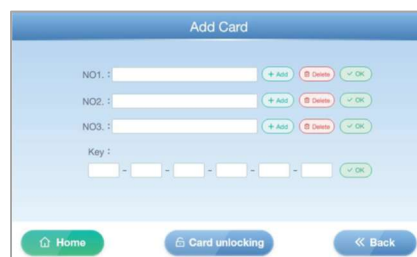 Add Card
NO1. : + Add Delete ✓ OK
NO2. : + Add Delete ✓ OK
NO3. : + Add Delete ✓ OK
Key :
- - - - - ✓ OK
Home Card unlocking « Back